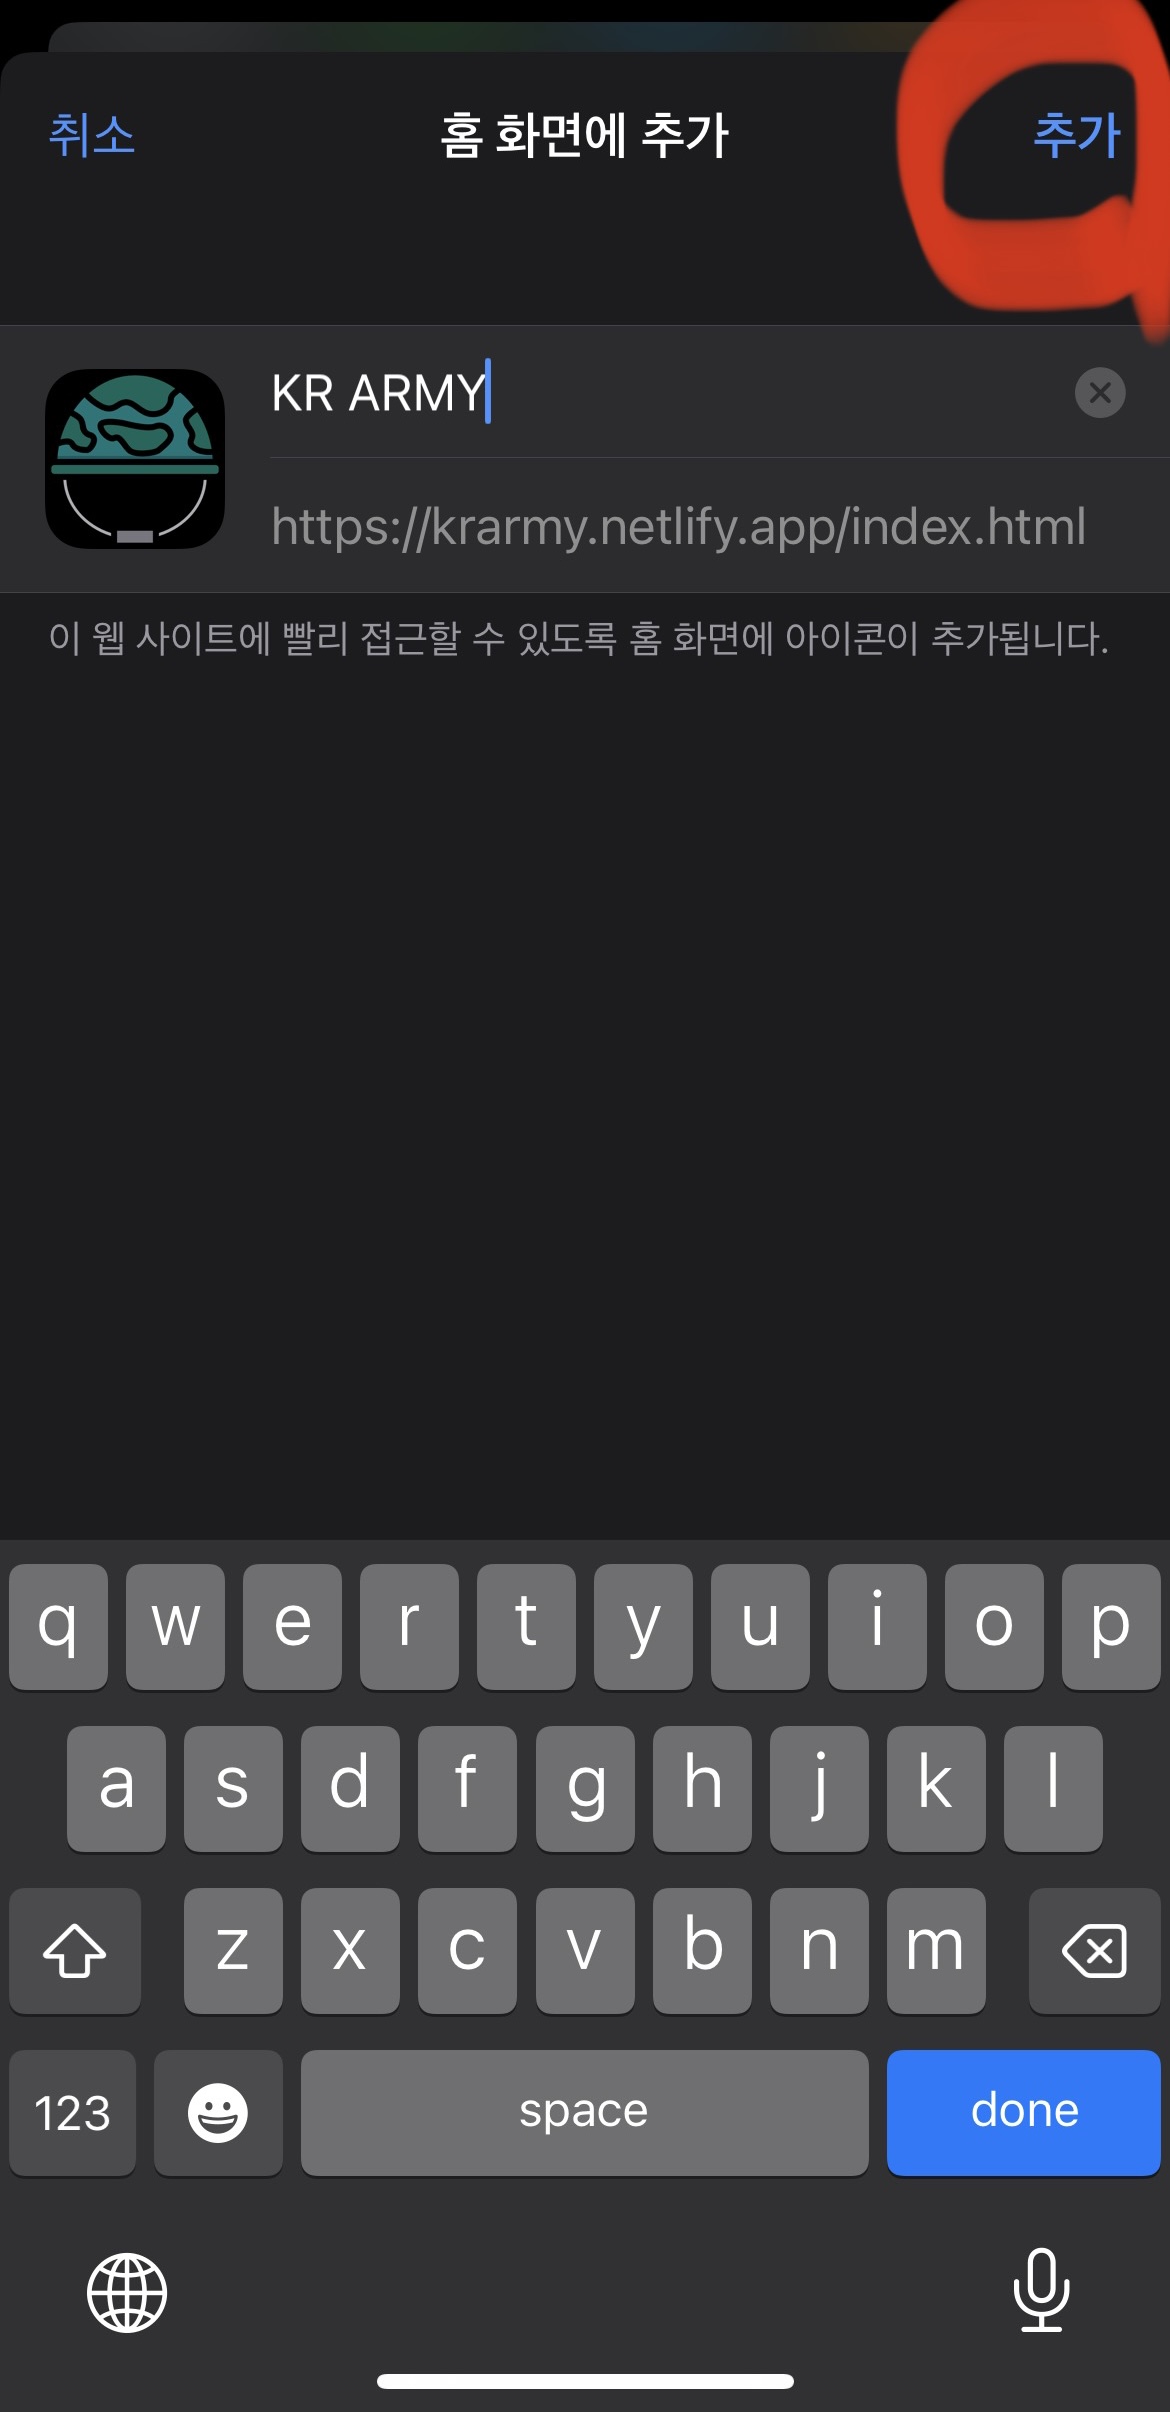 취소
홈 화면에 추가
추가
KR ARMY
https://krarmy.netlify.app/index.html
이 웹 사이트에 빨리 접근할 수 있도록 홈 화면에 아이콘이 추가됩니다.
q w e r t y u i o p
a s d f g h j k l
z x c v b n m
123 space done